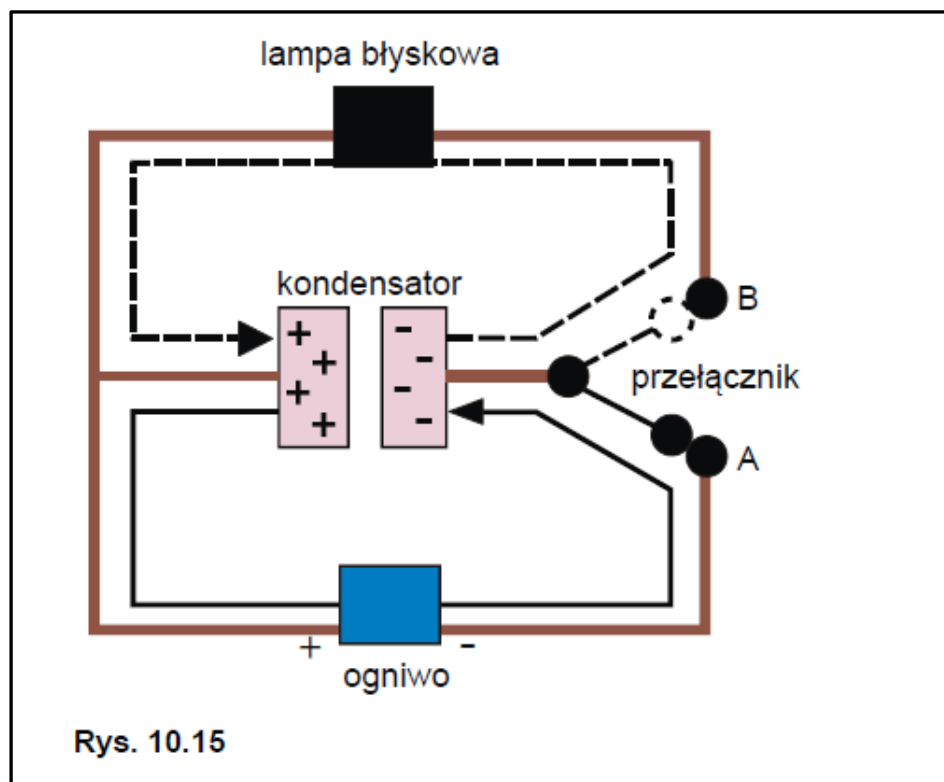 lampa błyskowa
kondensator
B
+ + + +
- - - -
przełącznik
A
+ -
ogniwo
Rys. 10.15